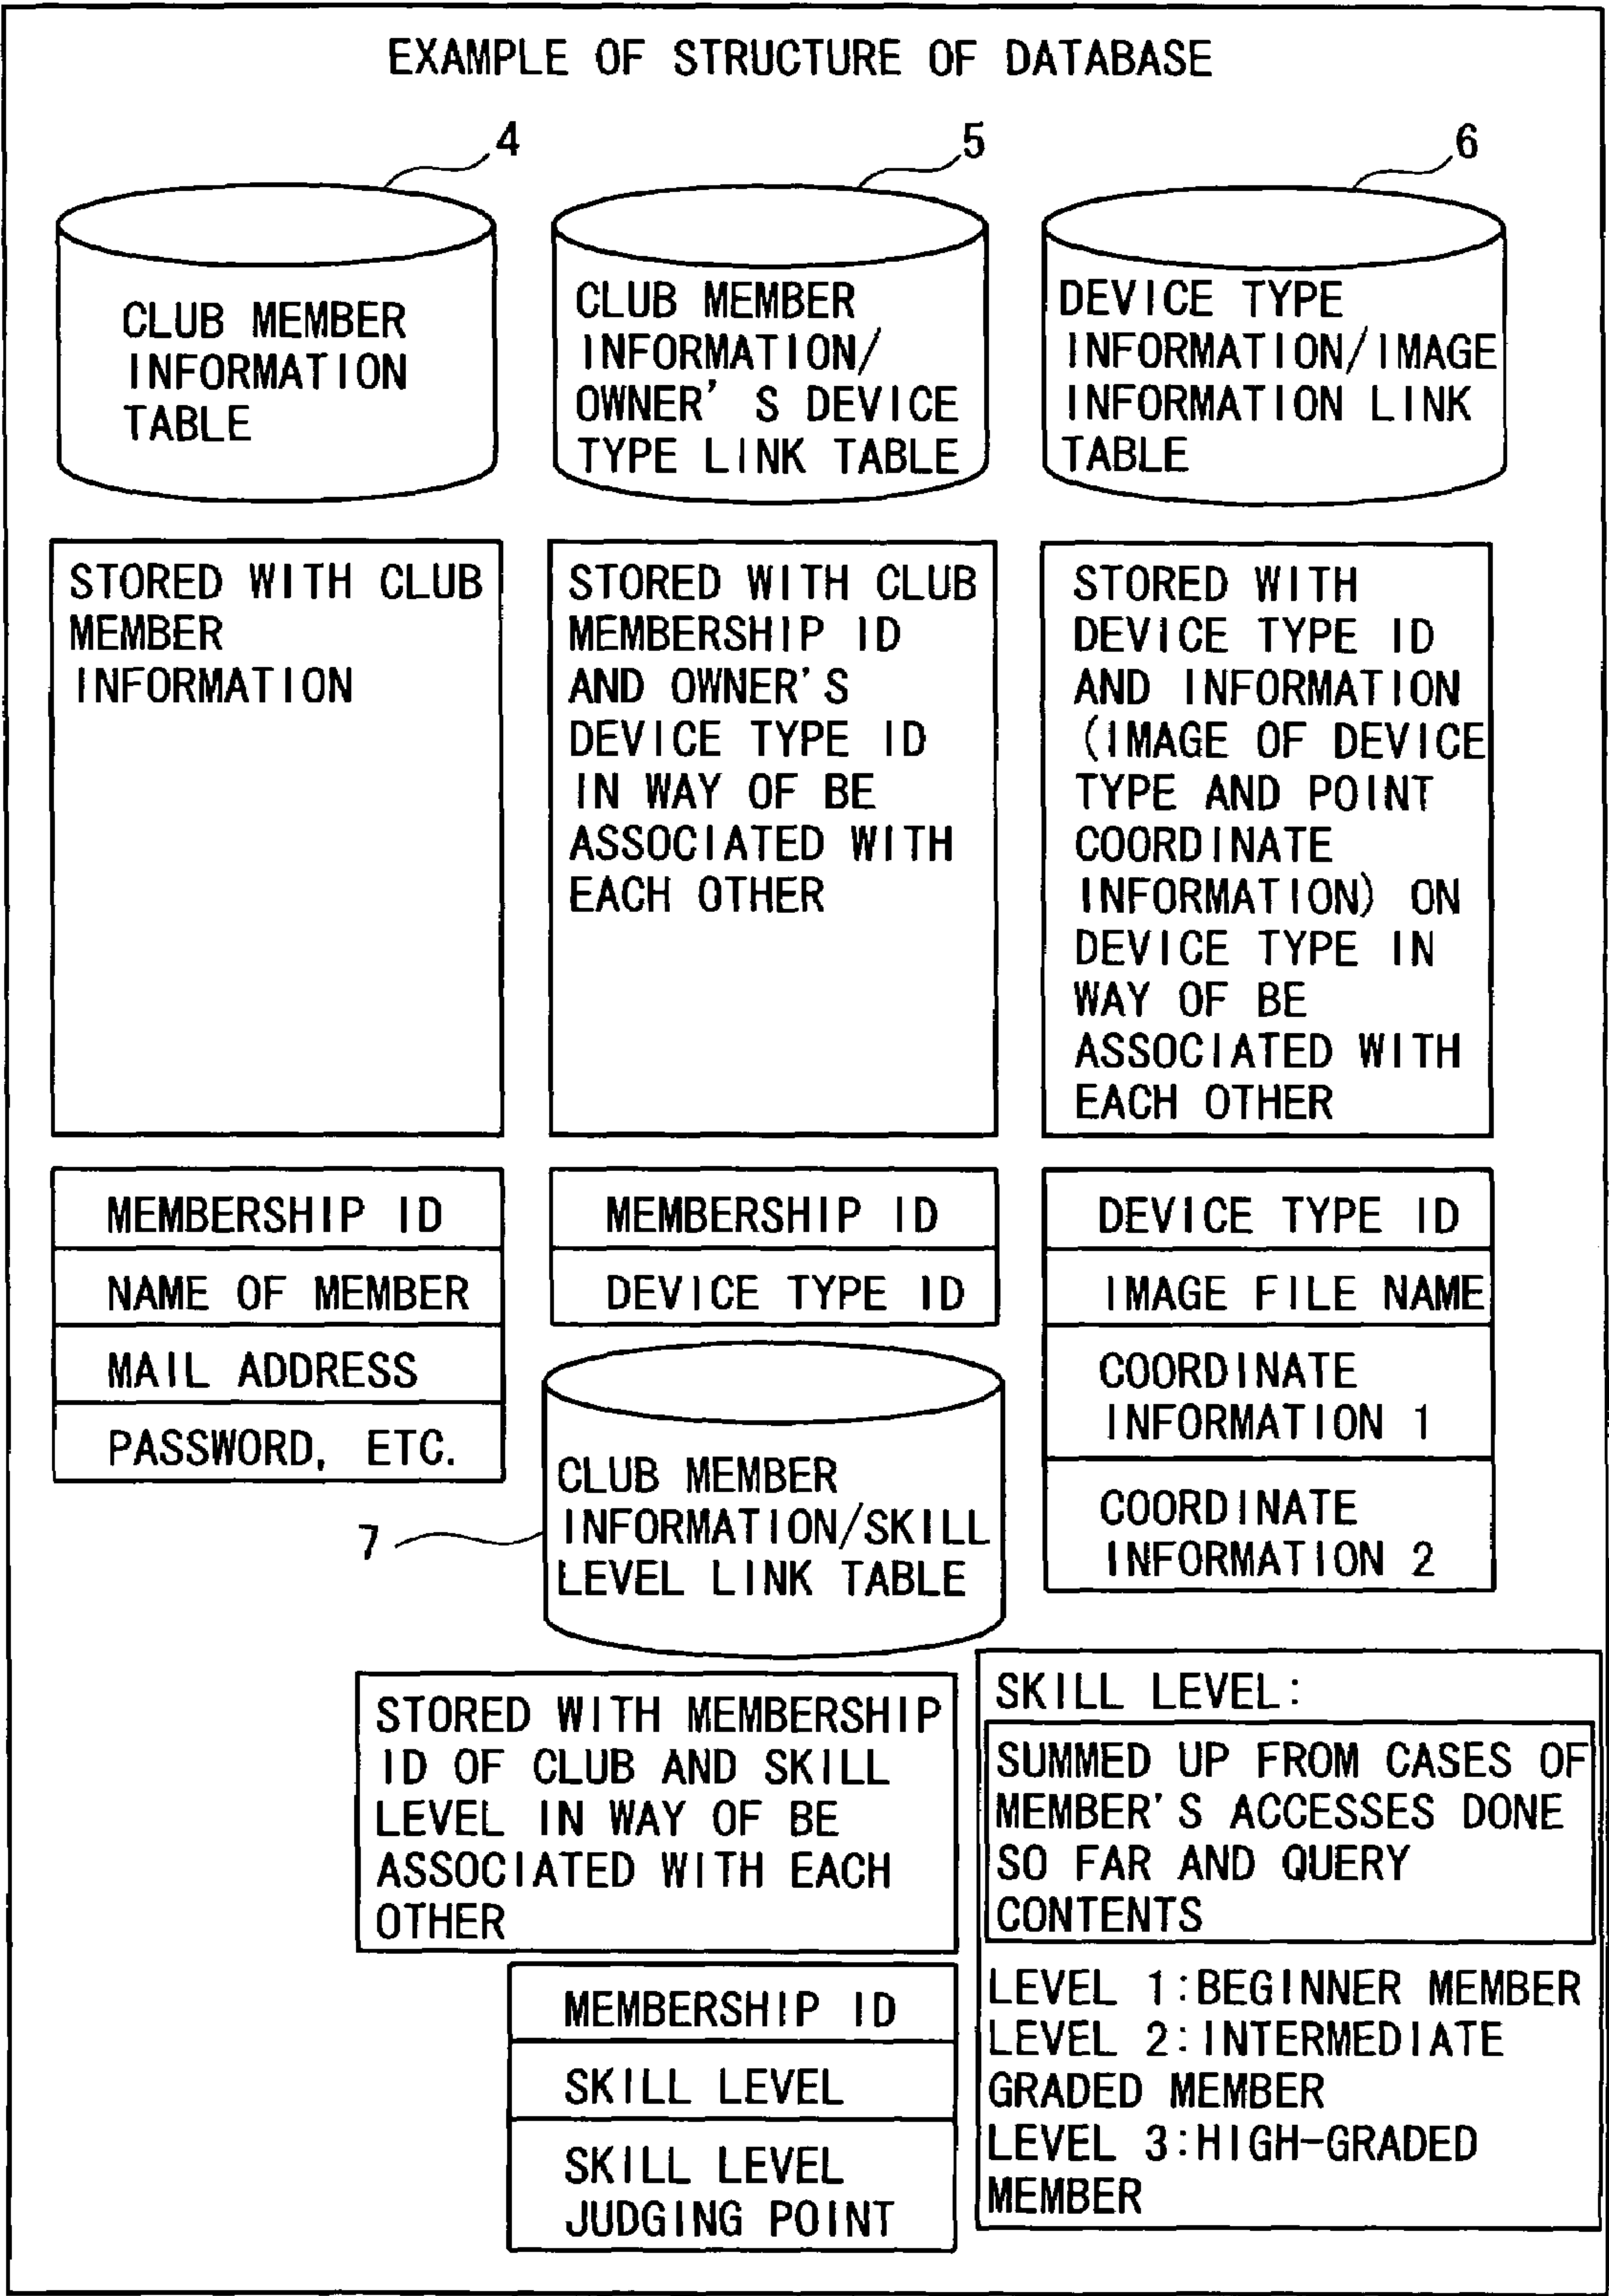 EXAMPLE OF STRUCTURE OF DATABASE
4
CLUB MEMBER
INFORMATION
TABLE
5
CLUB MEMBER
INFORMATION/
OWNER'S DEVICE
TYPE LINK TABLE
6
DEVICE TYPE
INFORMATION/IMAGE
INFORMATION LINK
TABLE
STORED WITH CLUB
MEMBER
INFORMATION
STORED WITH CLUB
MEMBERSHIP ID
AND OWNER'S
DEVICE TYPE ID
IN WAY OF BE
ASSOCIATED WITH
EACH OTHER
STORED WITH
DEVICE TYPE ID
AND INFORMATION
(IMAGE OF DEVICE
TYPE AND POINT
COORDINATE
INFORMATION) ON
DEVICE TYPE IN
WAY OF BE
ASSOCIATED WITH
EACH OTHER
MEMBERSHIP ID
NAME OF MEMBER
MAIL ADDRESS
PASSWORD, ETC.
MEMBERSHIP ID
DEVICE TYPE ID
DEVICE TYPE ID
IMAGE FILE NAME
COORDINATE
INFORMATION 1
COORDINATE
INFORMATION 2
7
CLUB MEMBER
INFORMATION/SKILL
LEVEL LINK TABLE
STORED WITH MEMBERSHIP
ID OF CLUB AND SKILL
LEVEL IN WAY OF BE
ASSOCIATED WITH EACH
OTHER
MEMBERSHIP ID
SKILL LEVEL
SKILL LEVEL
JUDGING POINT
SKILL LEVEL:
SUMMED UP FROM CASES OF
MEMBER'S ACCESSES DONE
SO FAR AND QUERY
CONTENTS
LEVEL 1:BEGINNER MEMBER
LEVEL 2:INTERMEDIATE
GRADED MEMBER
LEVEL 3:HIGH-GRADED
MEMBER